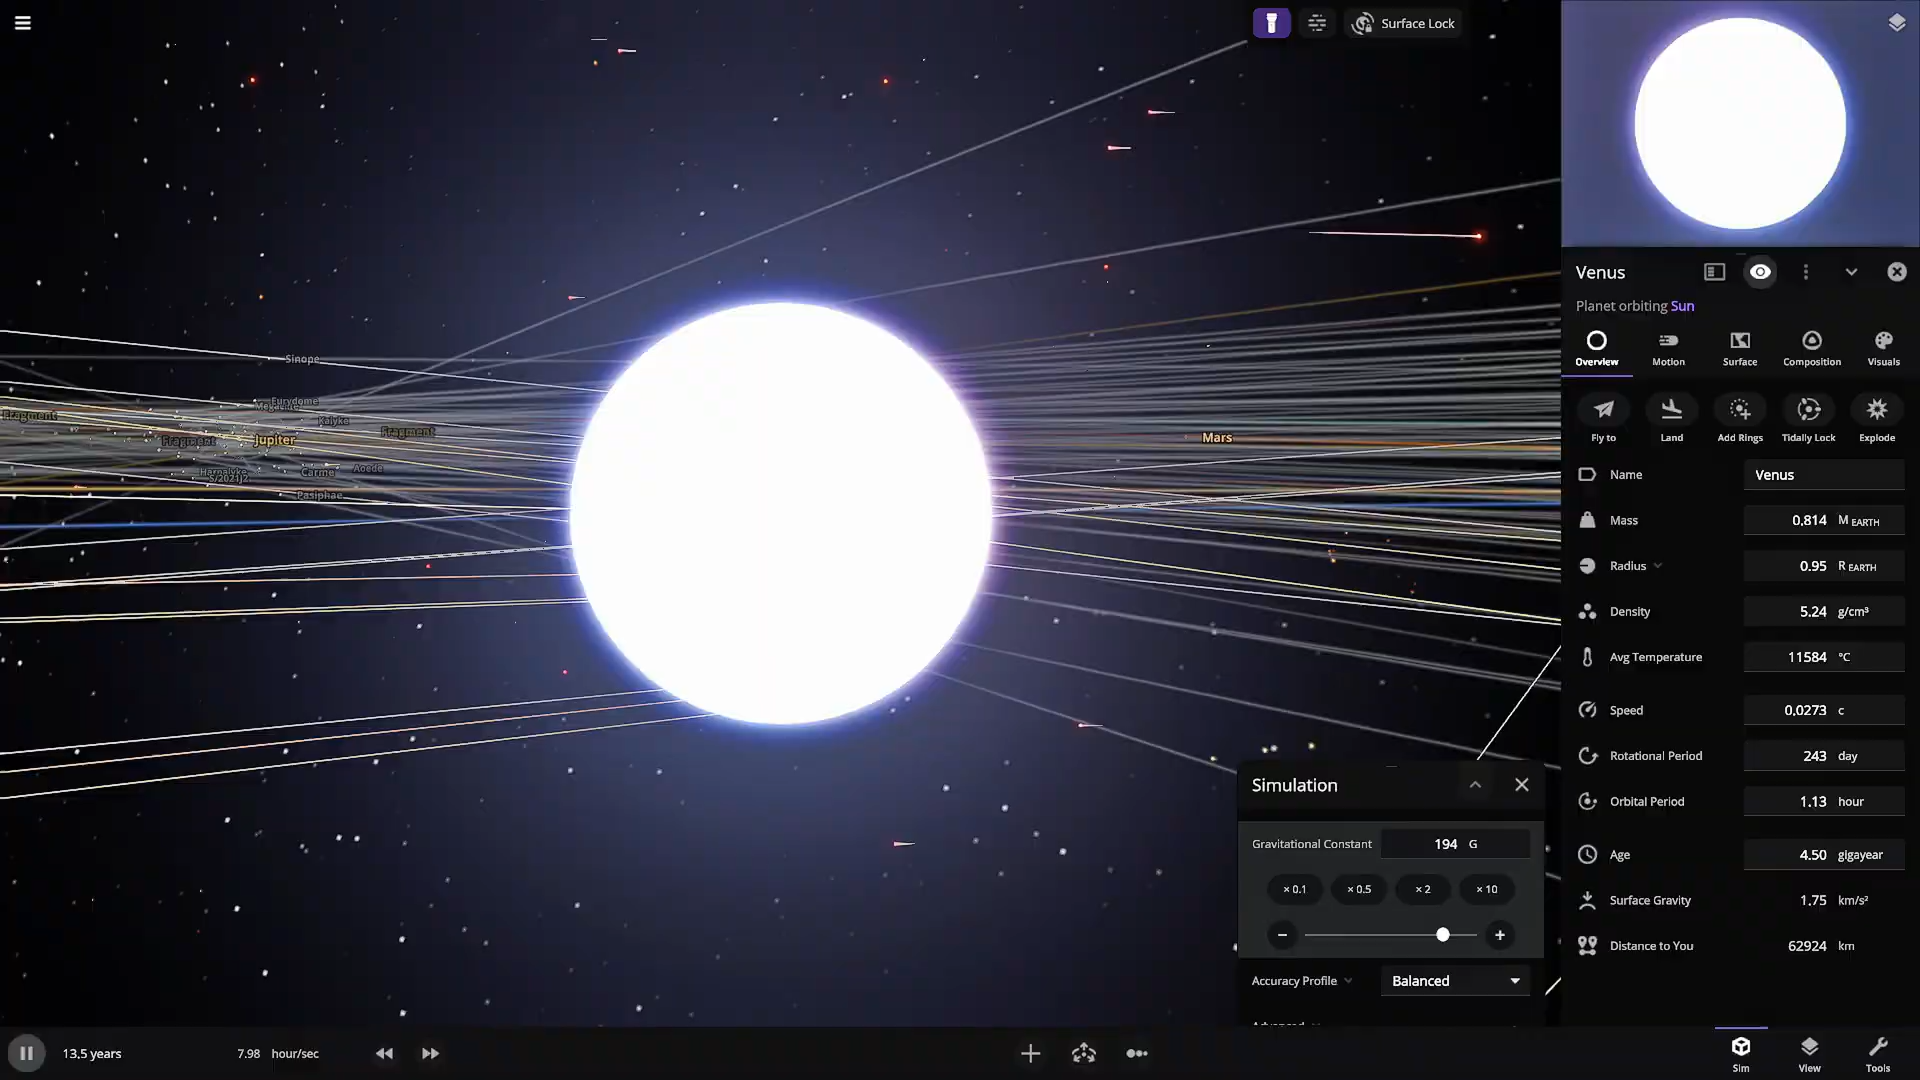 Surface Lock
Sinope
Eurydome
Kalyke
Fragment
Fragment
Jupiter
Fragment
Mars
Carme
Aoede
Harpalyke
S/2021J2
Pasiphae
Venus
Planet orbiting Sun
Overview Motion Surface Composition Visuals
Fly to Land Add Rings Tidally Lock Explode
Name Venus
Mass 0.814 M EARTH
Radius 0.95 R EARTH
Density 5.24 g/cm³
Avg Temperature 11584 °C
Speed 0.0273 c
Rotational Period 243 day
Orbital Period 1.13 hour
Age 4.50 gigayear
Surface Gravity 1.75 km/s²
Distance to You 62924 km
Simulation
Gravitational Constant 194 G
× 0.1 × 0.5 × 2 × 10
Accuracy Profile Balanced
13.5 years 7.98 hour/sec
Sim View Tools